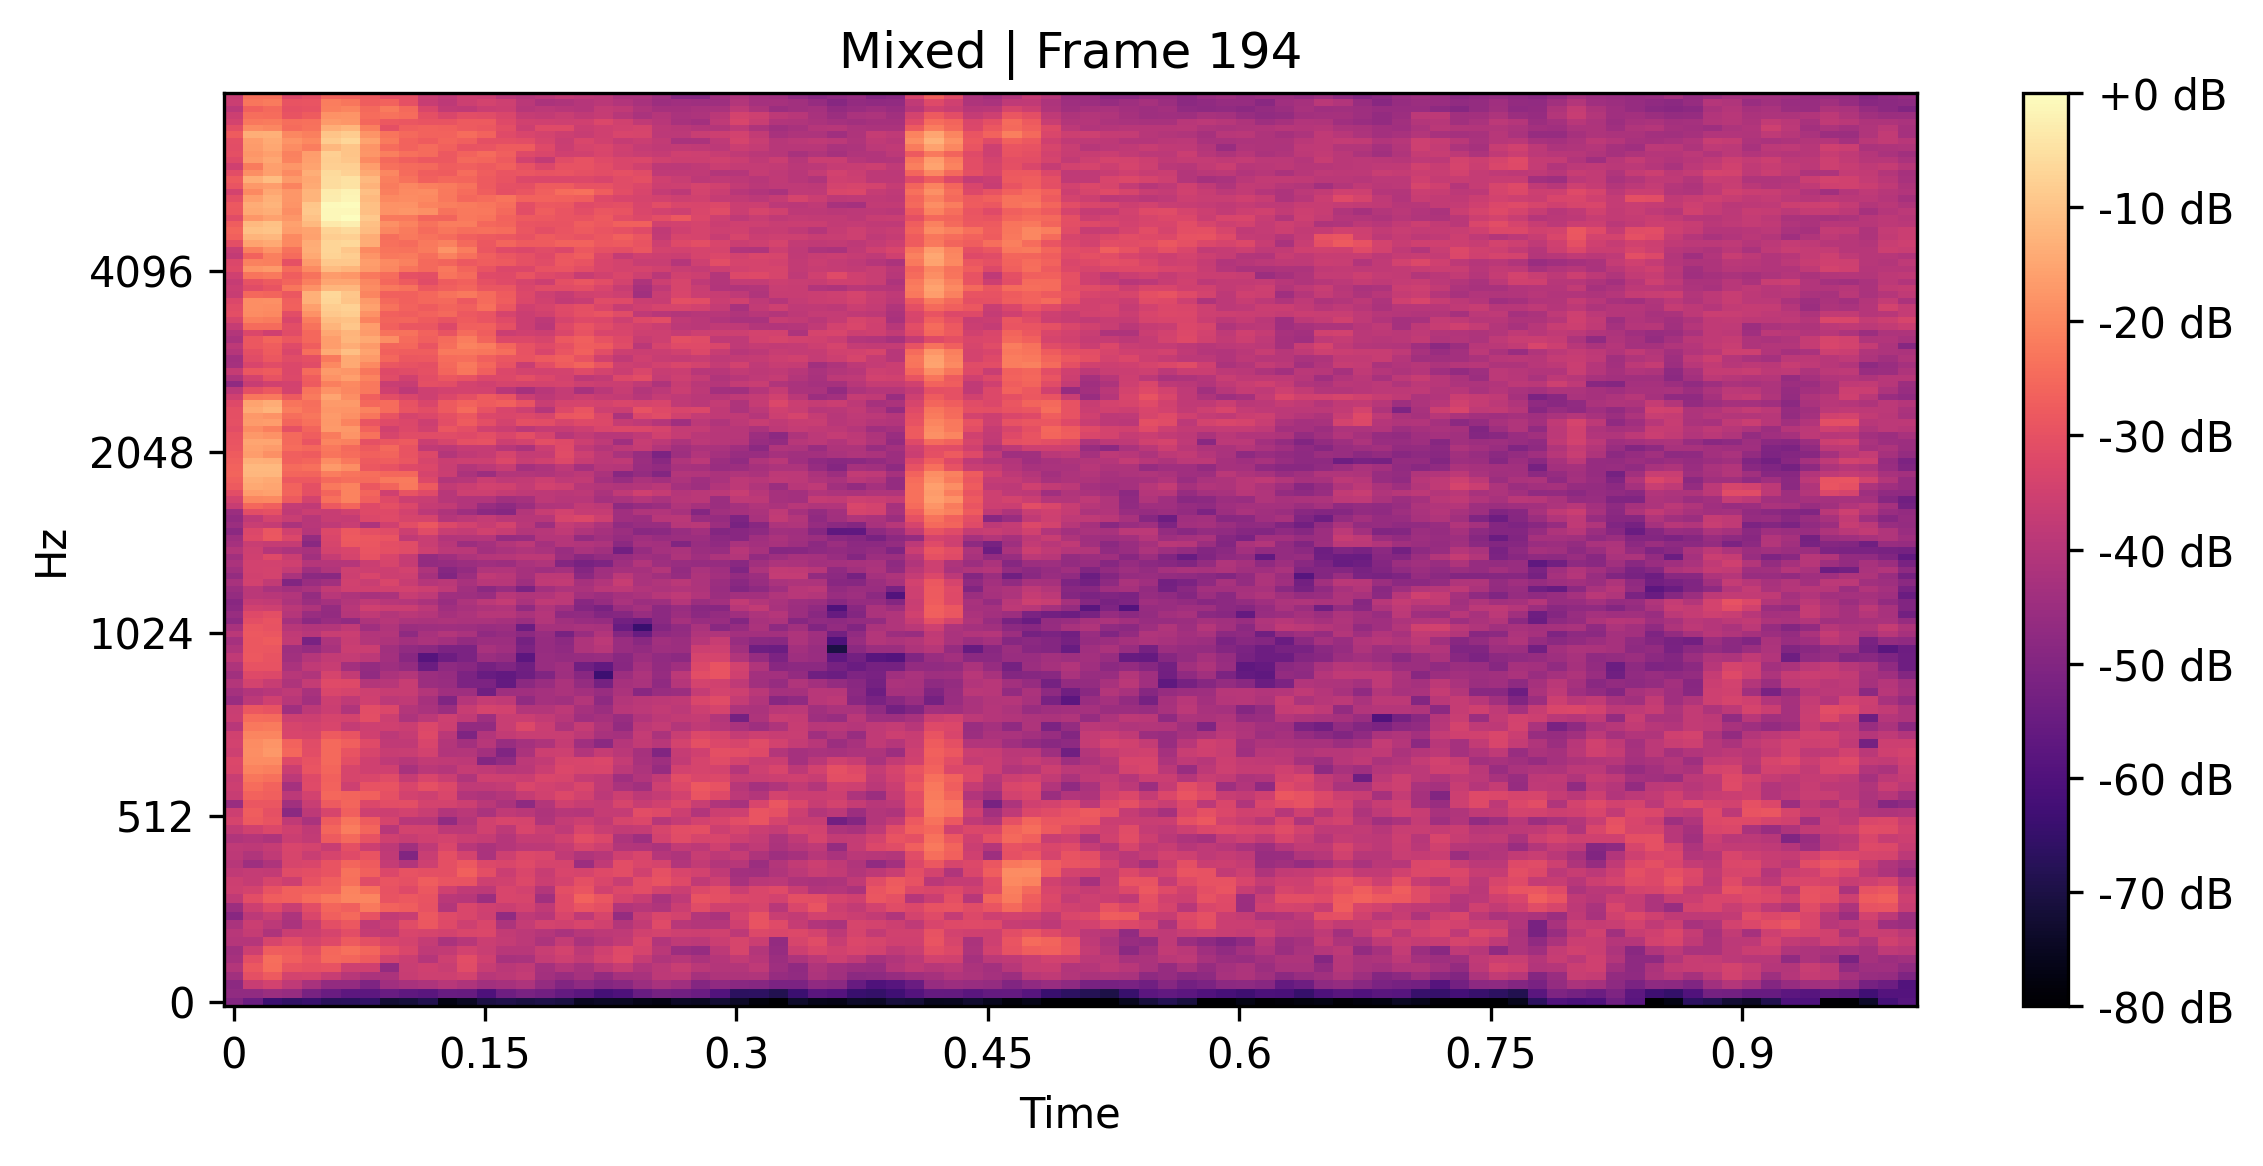 Mixed | Frame 194
Hz
4096
2048
1024
512
0
0
0.15
0.3
0.45
0.6
0.75
0.9
Time
+0 dB
-10 dB
-20 dB
-30 dB
-40 dB
-50 dB
-60 dB
-70 dB
-80 dB